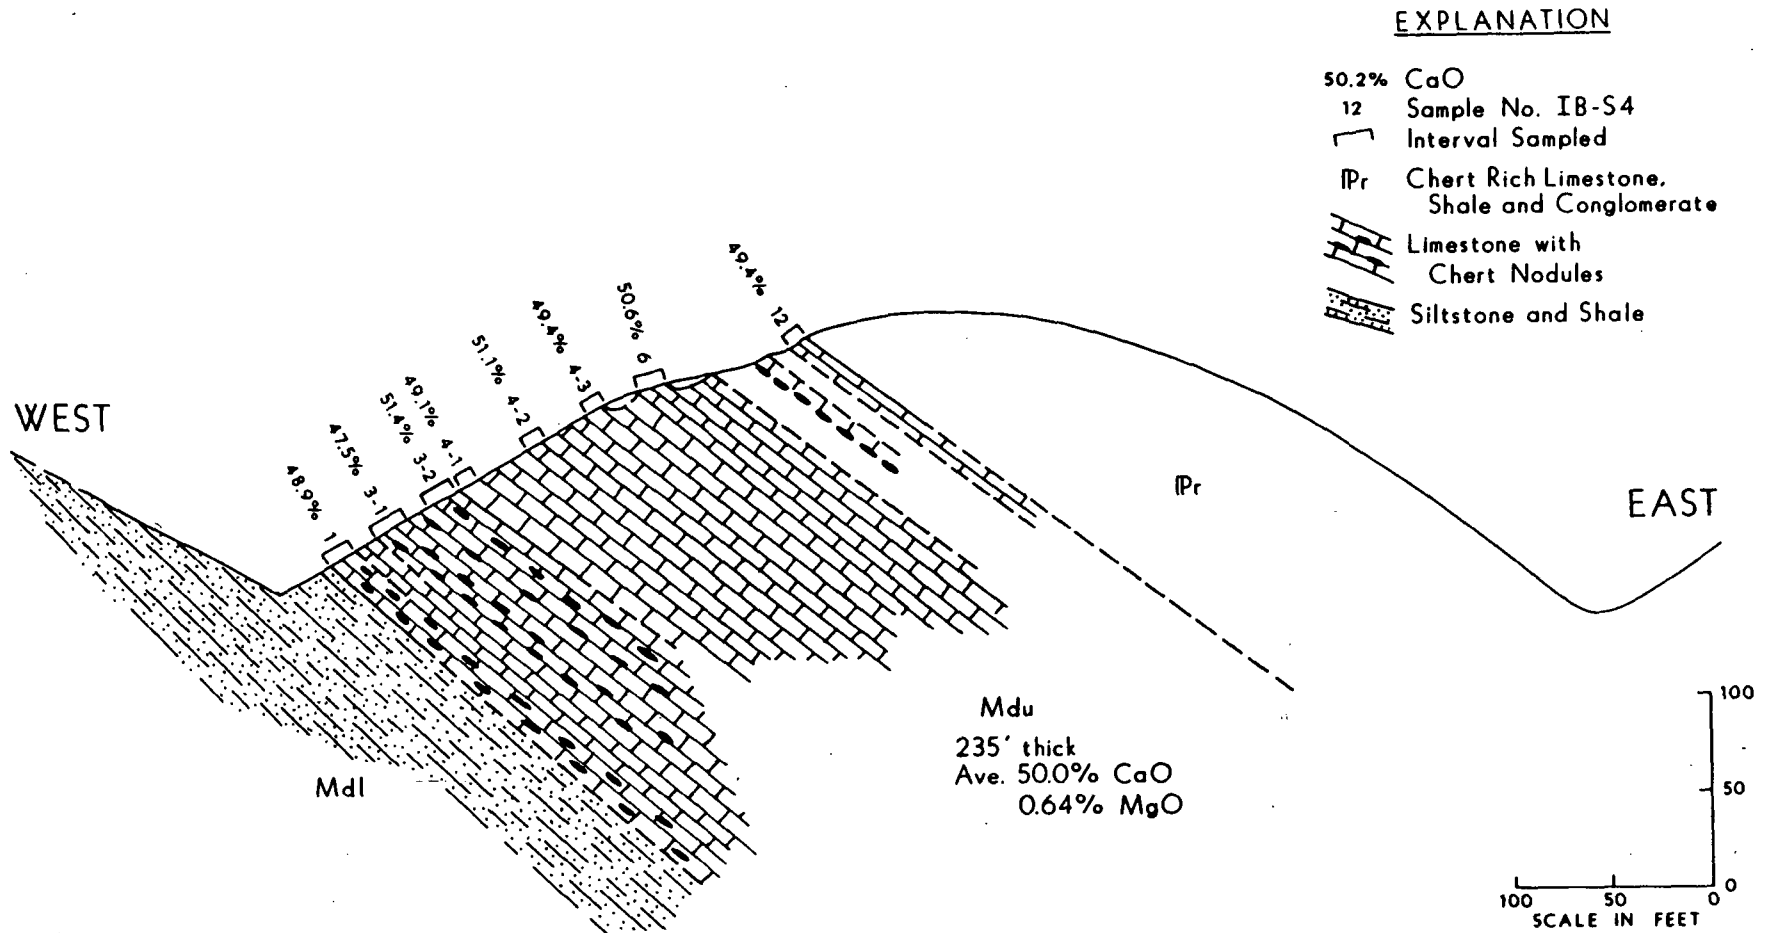 EXPLANATION
50.2% CaO
12 Sample No. IB-S4
Interval Sampled
ℙr Chert Rich Limestone,
Shale and Conglomerate
Limestone with
Chert Nodules
Siltstone and Shale
WEST
48.9% 1
47.5% 3-1
51.4% 3-2
49.1% 4-1
51.1% 4-2
49.4% 4-3
50.6% 6
49.4% 12
ℙr
EAST
Mdl
Mdu
235' thick
Ave. 50.0% CaO
0.64% MgO
100
50
0
100 50 0
SCALE IN FEET